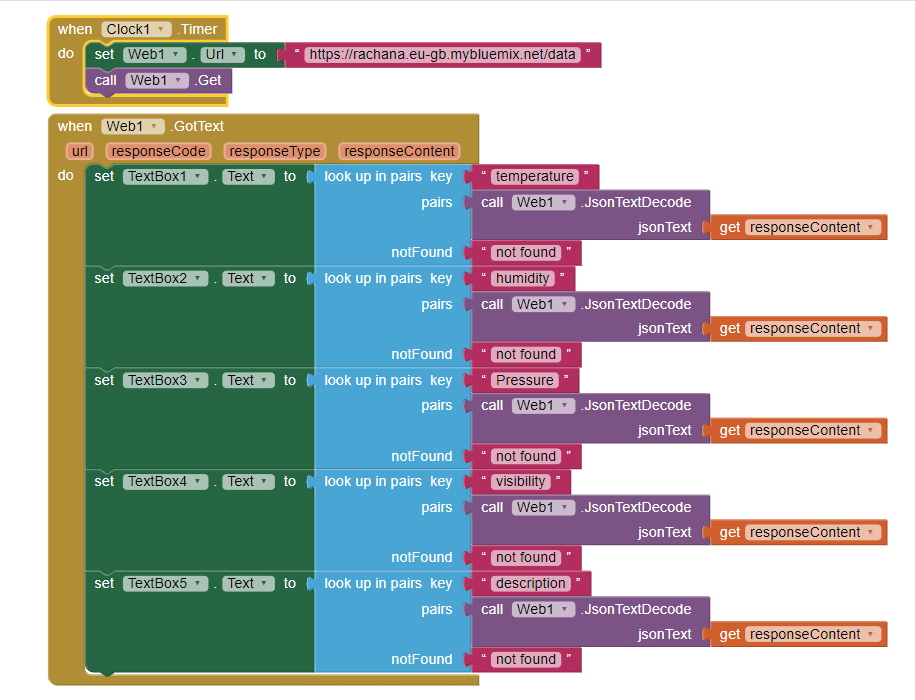 when Clock1 .Timer
do set Web1 . Url to " https://rachana.eu-gb.mybluemix.net/data "
call Web1 .Get
when Web1 .GotText
url responseCode responseType responseContent
do set TextBox1 . Text to look up in pairs key " temperature "
pairs call Web1 .JsonTextDecode
jsonText get responseContent
notFound " not found "
set TextBox2 . Text to look up in pairs key " humidity "
pairs call Web1 .JsonTextDecode
jsonText get responseContent
notFound " not found "
set TextBox3 . Text to look up in pairs key " Pressure "
pairs call Web1 .JsonTextDecode
jsonText get responseContent
notFound " not found "
set TextBox4 . Text to look up in pairs key " visibility "
pairs call Web1 .JsonTextDecode
jsonText get responseContent
notFound " not found "
set TextBox5 . Text to look up in pairs key " description "
pairs call Web1 .JsonTextDecode
jsonText get responseContent
notFound " not found "